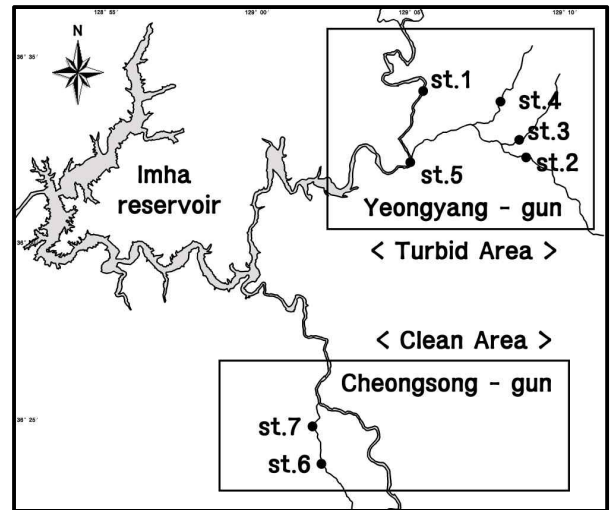 128° 55'
129° 00'
129° 05'
129° 10'
N
36° 35'
st.1
st.4
st.3
st.2
st.5
Imha
reservoir
Yeongyang - gun
< Turbid Area >
< Clean Area >
Cheongsong - gun
36° 25'
st.7
st.6